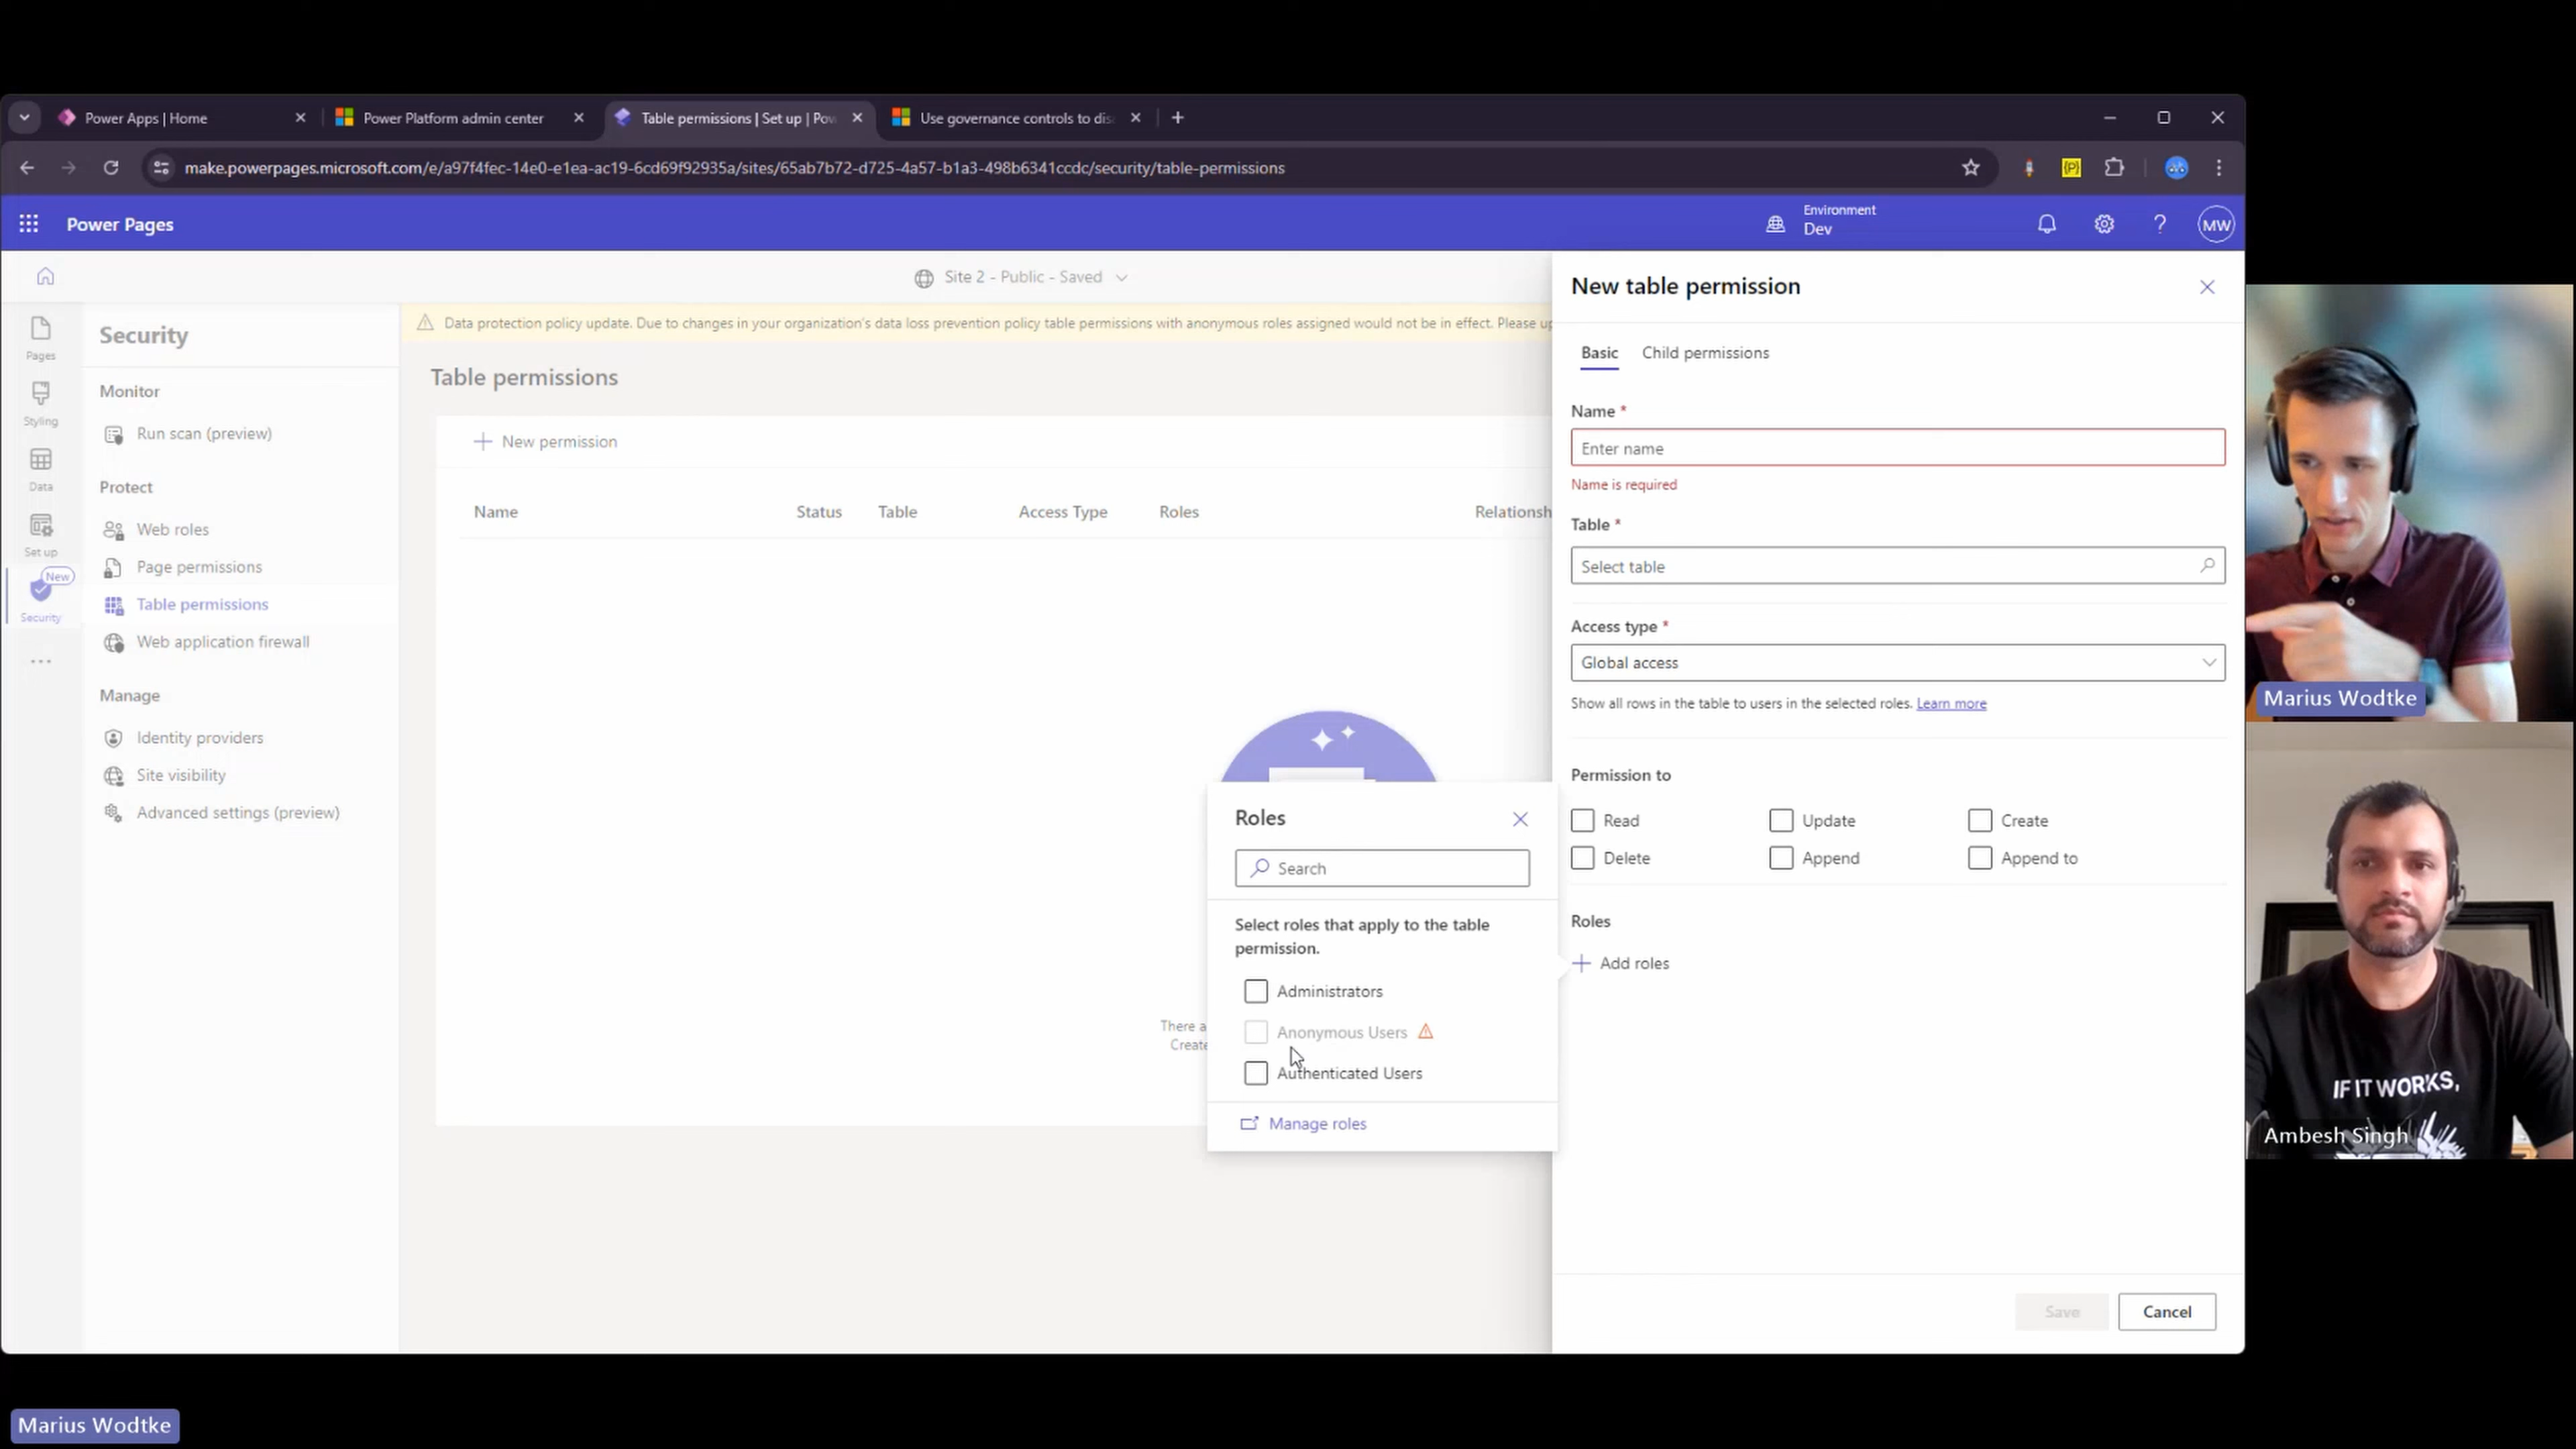 Power Apps | Home
Power Platform admin center
Table permissions | Set up | Pow
Use governance controls to dis
make.powerpages.microsoft.com/e/a97f4fec-14e0-e1ea-ac19-6cd69f92935a/sites/65ab7b72-d725-4a57-b1a3-498b6341ccdc/security/table-permissions
{P}
Power Pages
Environment
Dev
?
MW
Site 2 - Public - Saved
Data protection policy update. Due to changes in your organization's data loss prevention policy table permissions with anonymous roles assigned would not be in effect. Please up
Pages
Styling
Data
Set up
New
Security
...
Security
Monitor
Run scan (preview)
Protect
Web roles
Page permissions
Table permissions
Web application firewall
Manage
Identity providers
Site visibility
Advanced settings (preview)
Table permissions
+ New permission
Name
Status
Table
Access Type
Roles
Relationsh
There a
Create
Roles
Search
Select roles that apply to the table
permission.
Administrators
Anonymous Users
Authenticated Users
Manage roles
New table permission
Basic
Child permissions
Name *
Enter name
Name is required
Table *
Select table
Access type *
Global access
Show all rows in the table to users in the selected roles. Learn more
Permission to
Read
Update
Create
Delete
Append
Append to
Roles
+ Add roles
Save
Cancel
Marius Wodtke
IF IT WORKS,
Ambesh Singh
Marius Wodtke